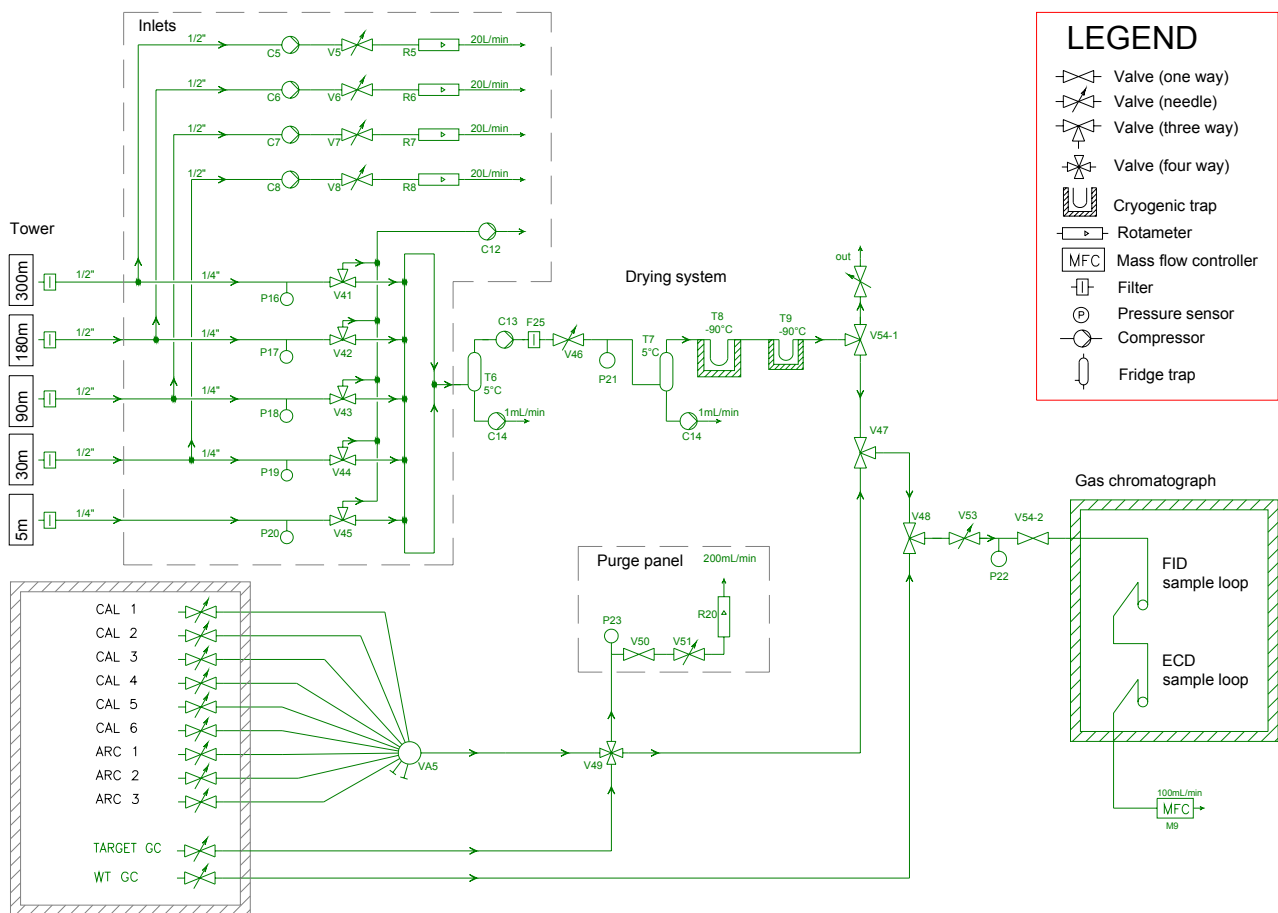 Inlets
1/2"
C5
V5
R5
20L/min
1/2"
C6
V6
R6
20L/min
1/2"
C7
V7
R7
20L/min
1/2"
C8
V8
R8
20L/min
C12
Tower
300m
1/2"
1/4"
P16
V41
180m
1/2"
1/4"
P17
V42
90m
1/2"
1/4"
P18
V43
30m
1/2"
1/4"
P19
V44
5m
1/4"
P20
V45
Drying system
T6
5°C
C13
F25
V46
P21
C14
1mL/min
T7
5°C
C14
1mL/min
T8
-90°C
T9
-90°C
out
V54-1
V47
V48
V53
P22
V54-2
LEGEND
Valve (one way)
Valve (needle)
Valve (three way)
Valve (four way)
Cryogenic trap
Rotameter
MFC Mass flow controller
Filter
P Pressure sensor
Compressor
Fridge trap
Gas chromatograph
FID
sample loop
ECD
sample loop
100mL/min
MFC
M9
Purge panel
200mL/min
P23
V50
V51
R20
CAL 1
CAL 2
CAL 3
CAL 4
CAL 5
CAL 6
ARC 1
ARC 2
ARC 3
TARGET GC
WT GC
VA5
V49